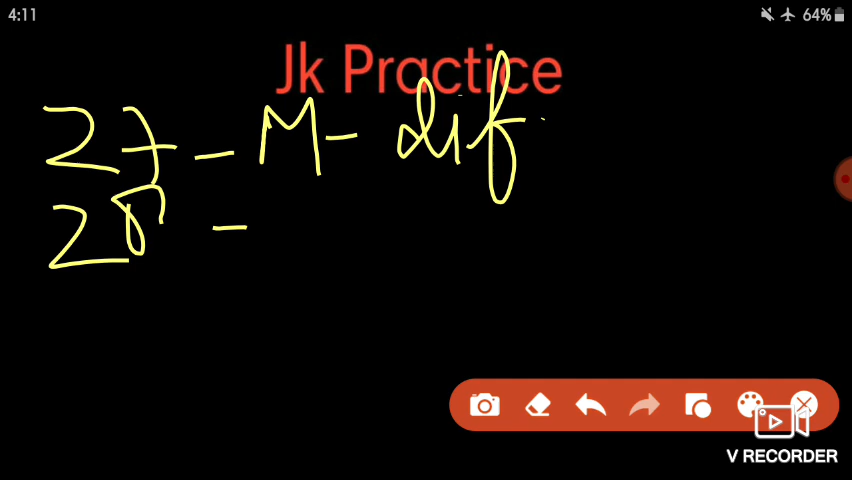 4:11 64%
Jk Practice
27 - M - dif
28 -
V RECORDER